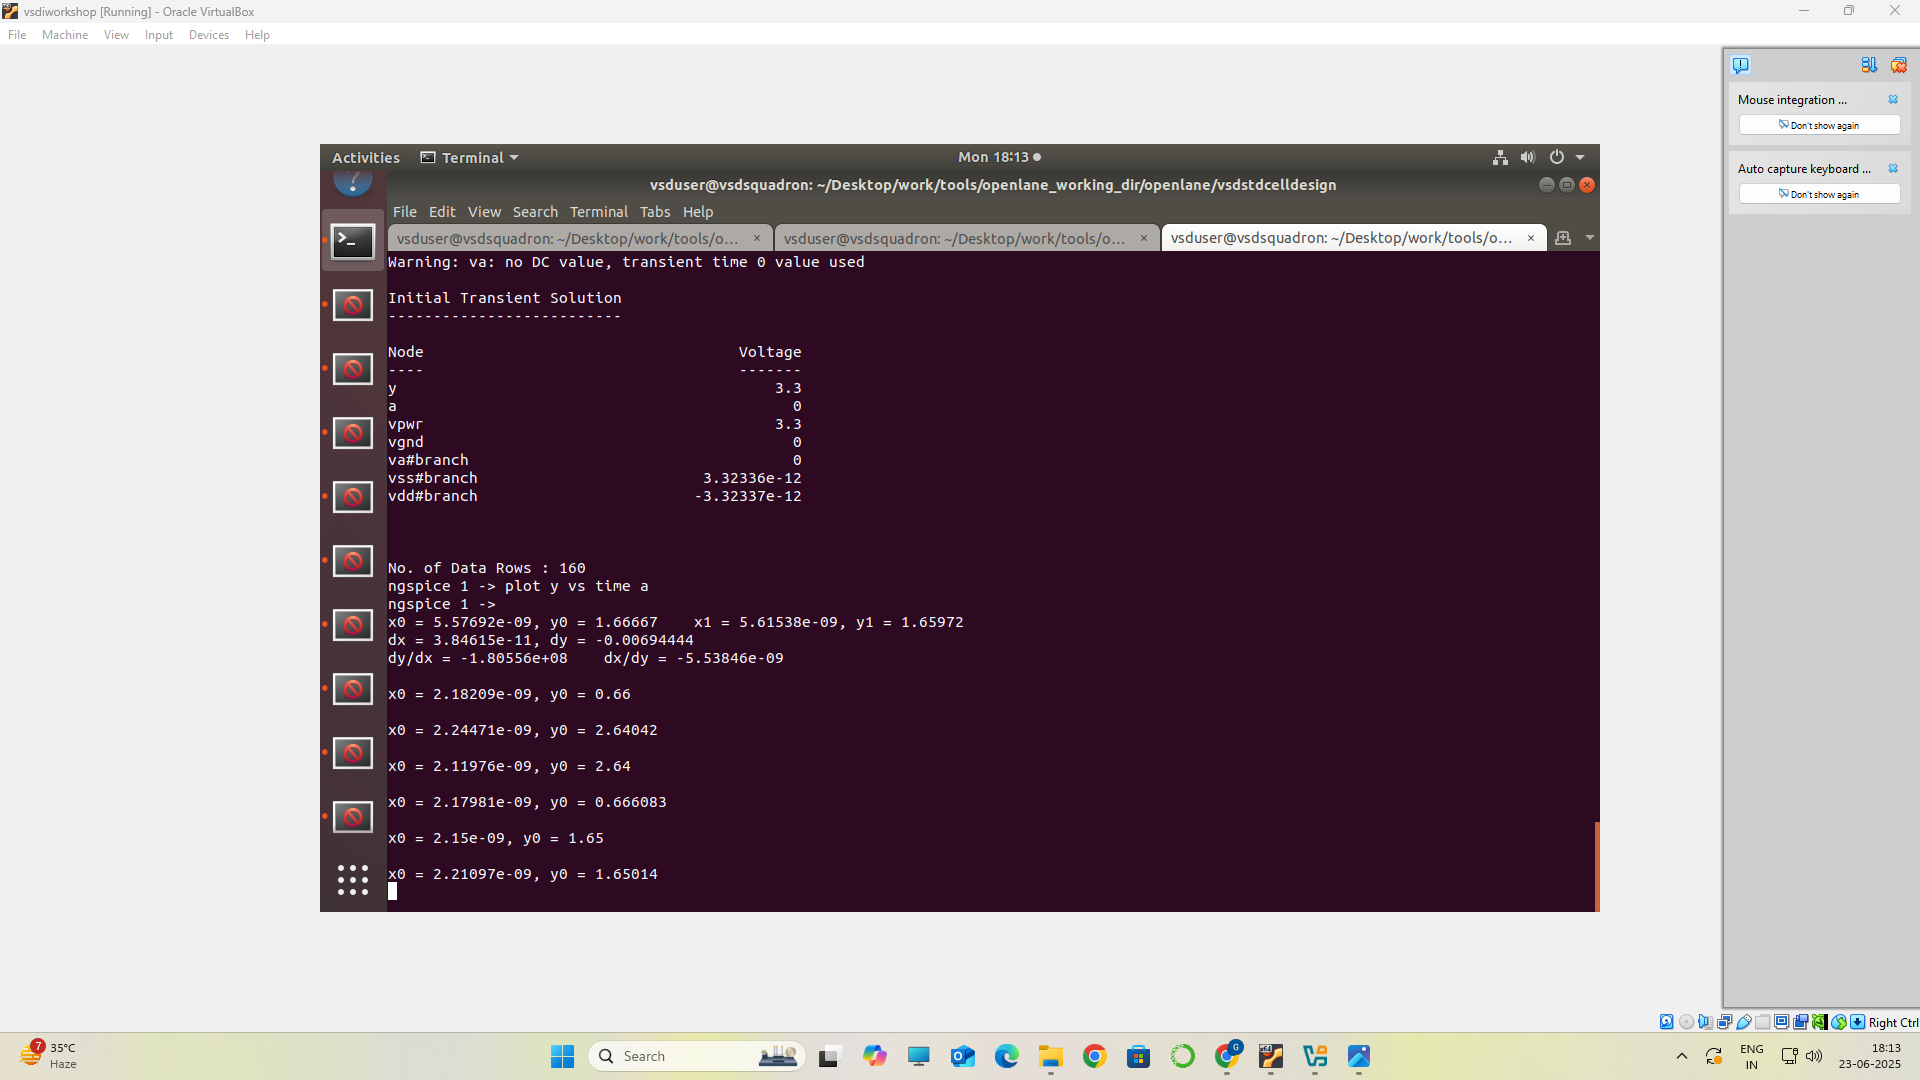 vsdiworkshop [Running] - Oracle VirtualBox
File Machine View Input Devices Help
Mouse integration ...
Don't show again
Auto capture keyboard ...
Don't show again
Activities Terminal Mon 18:13
vsduser@vsdsquadron: ~/Desktop/work/tools/openlane_working_dir/openlane/vsdstdcelldesign
File Edit View Search Terminal Tabs Help
vsduser@vsdsquadron: ~/Desktop/work/tools/o... × vsduser@vsdsquadron: ~/Desktop/work/tools/o... × vsduser@vsdsquadron: ~/Desktop/work/tools/o... ×
Warning: va: no DC value, transient time 0 value used
Initial Transient Solution
--------------------------
Node Voltage
---- -------
y 3.3
a 0
vpwr 3.3
vgnd 0
va#branch 0
vss#branch 3.32336e-12
vdd#branch -3.32337e-12
No. of Data Rows : 160
ngspice 1 -> plot y vs time a
ngspice 1 ->
x0 = 5.57692e-09, y0 = 1.66667 x1 = 5.61538e-09, y1 = 1.65972
dx = 3.84615e-11, dy = -0.00694444
dy/dx = -1.80556e+08 dx/dy = -5.53846e-09
x0 = 2.18209e-09, y0 = 0.66
x0 = 2.24471e-09, y0 = 2.64042
x0 = 2.11976e-09, y0 = 2.64
x0 = 2.17981e-09, y0 = 0.666083
x0 = 2.15e-09, y0 = 1.65
x0 = 2.21097e-09, y0 = 1.65014
Right Ctrl
7
35°C
Haze
Search
G
x64
ENG
IN
18:13
23-06-2025